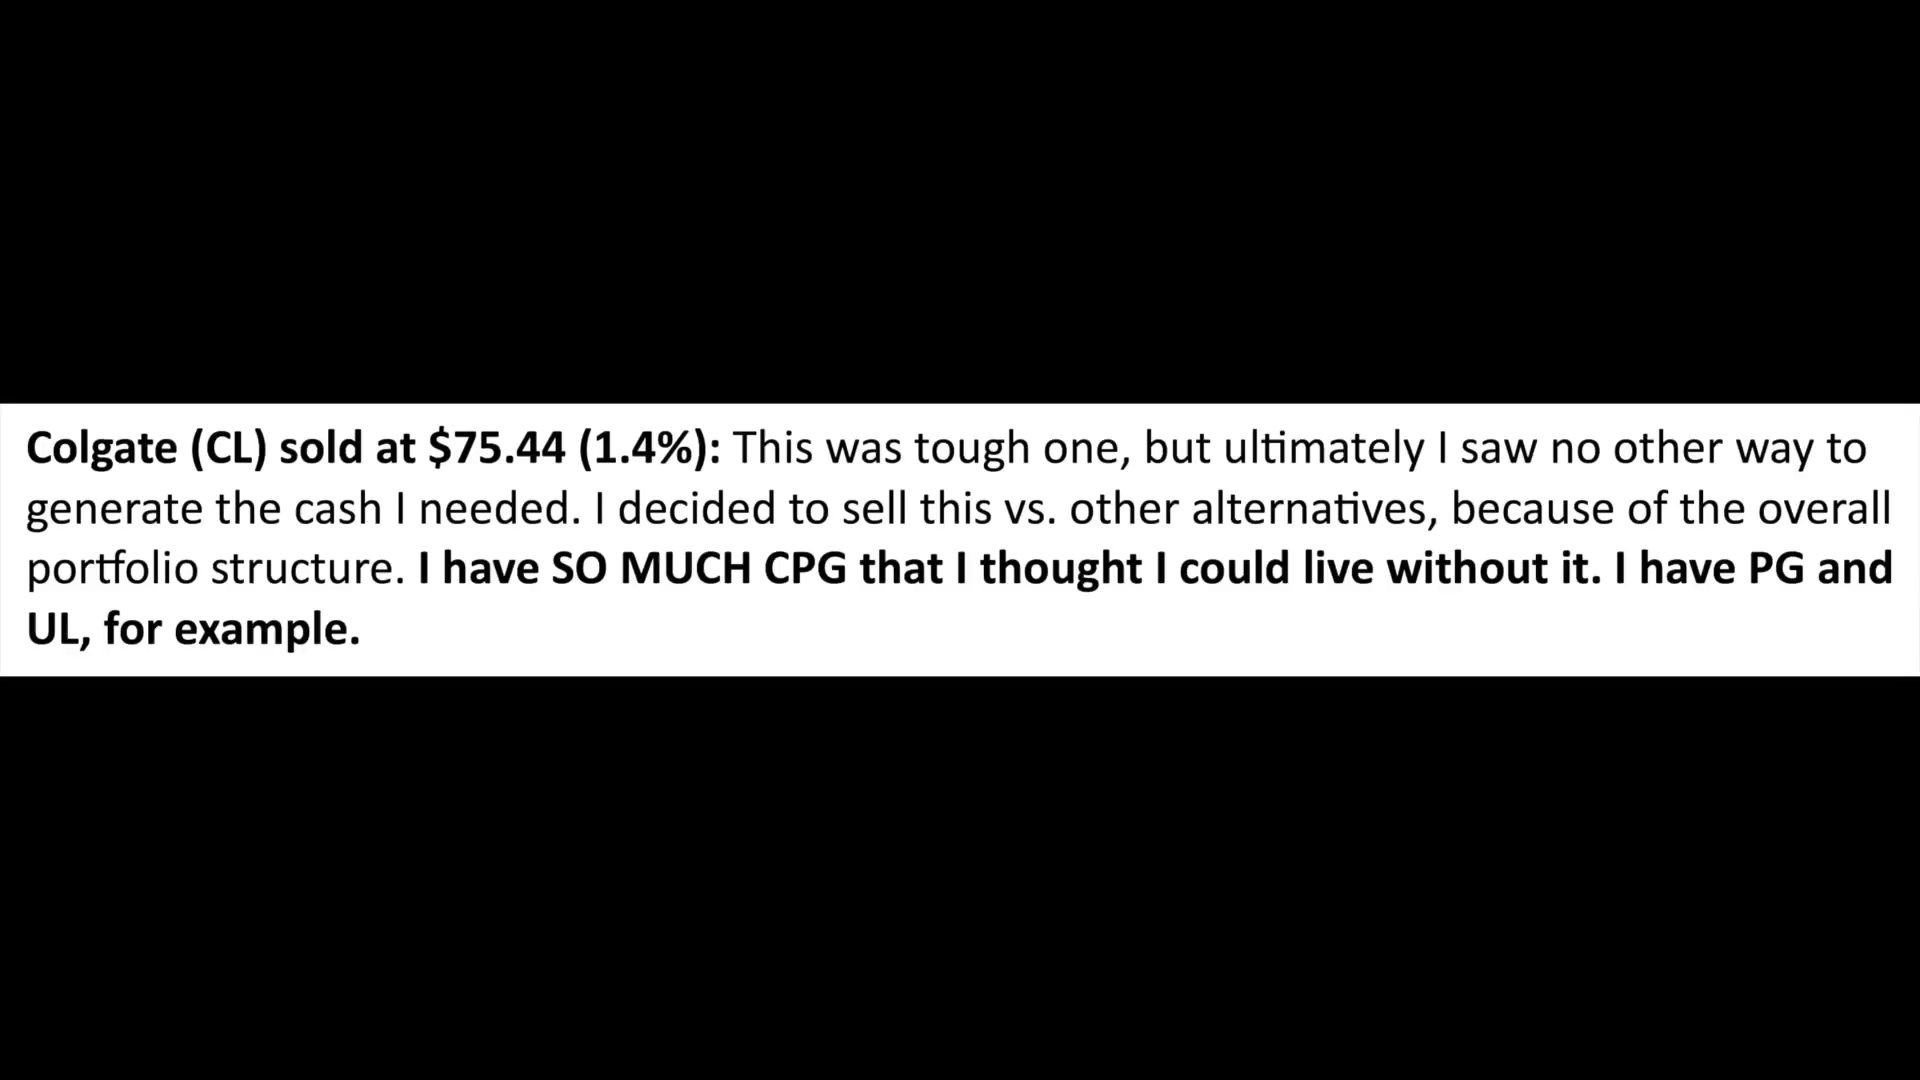 Colgate (CL) sold at $75.44 (1.4%): This was tough one, but ultimately I saw no other way to
generate the cash I needed. I decided to sell this vs. other alternatives, because of the overall
portfolio structure. I have SO MUCH CPG that I thought I could live without it. I have PG and
UL, for example.